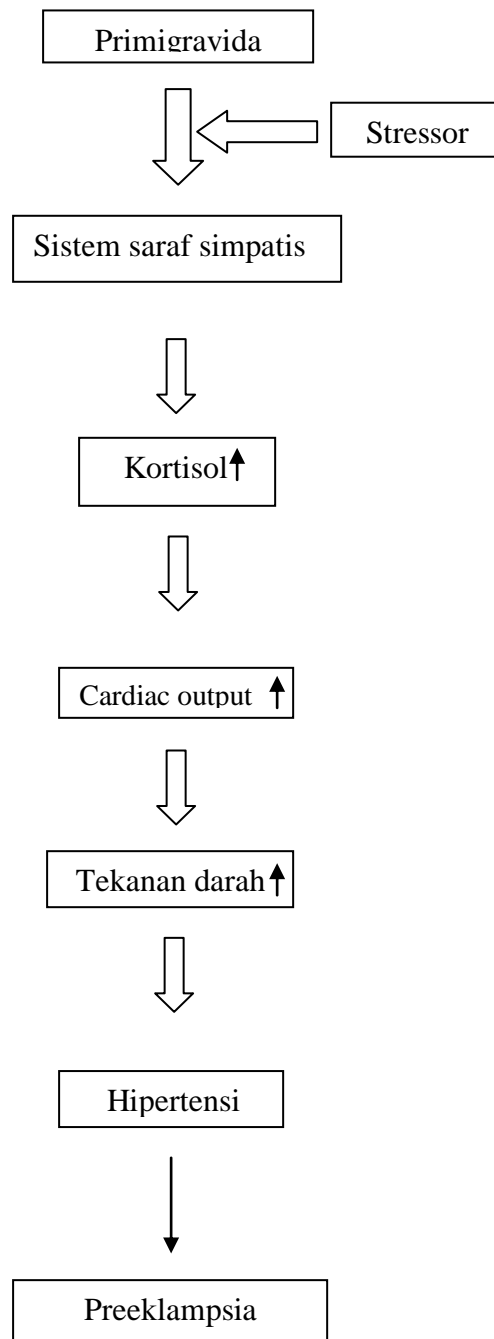 Primigravida
Stressor
Sistem saraf simpatis
Kortisol
Cardiac output
Tekanan darah
Hipertensi
Preeklampsia